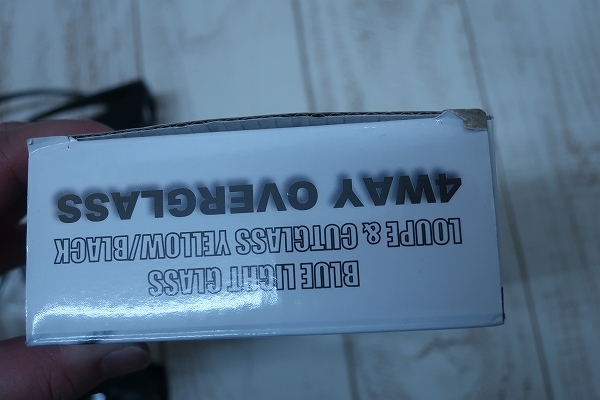 BLUE LIGHT GLASS
LOUPE & CUTGLASS YELLOW/BLACK
4WAY OVERGLASS